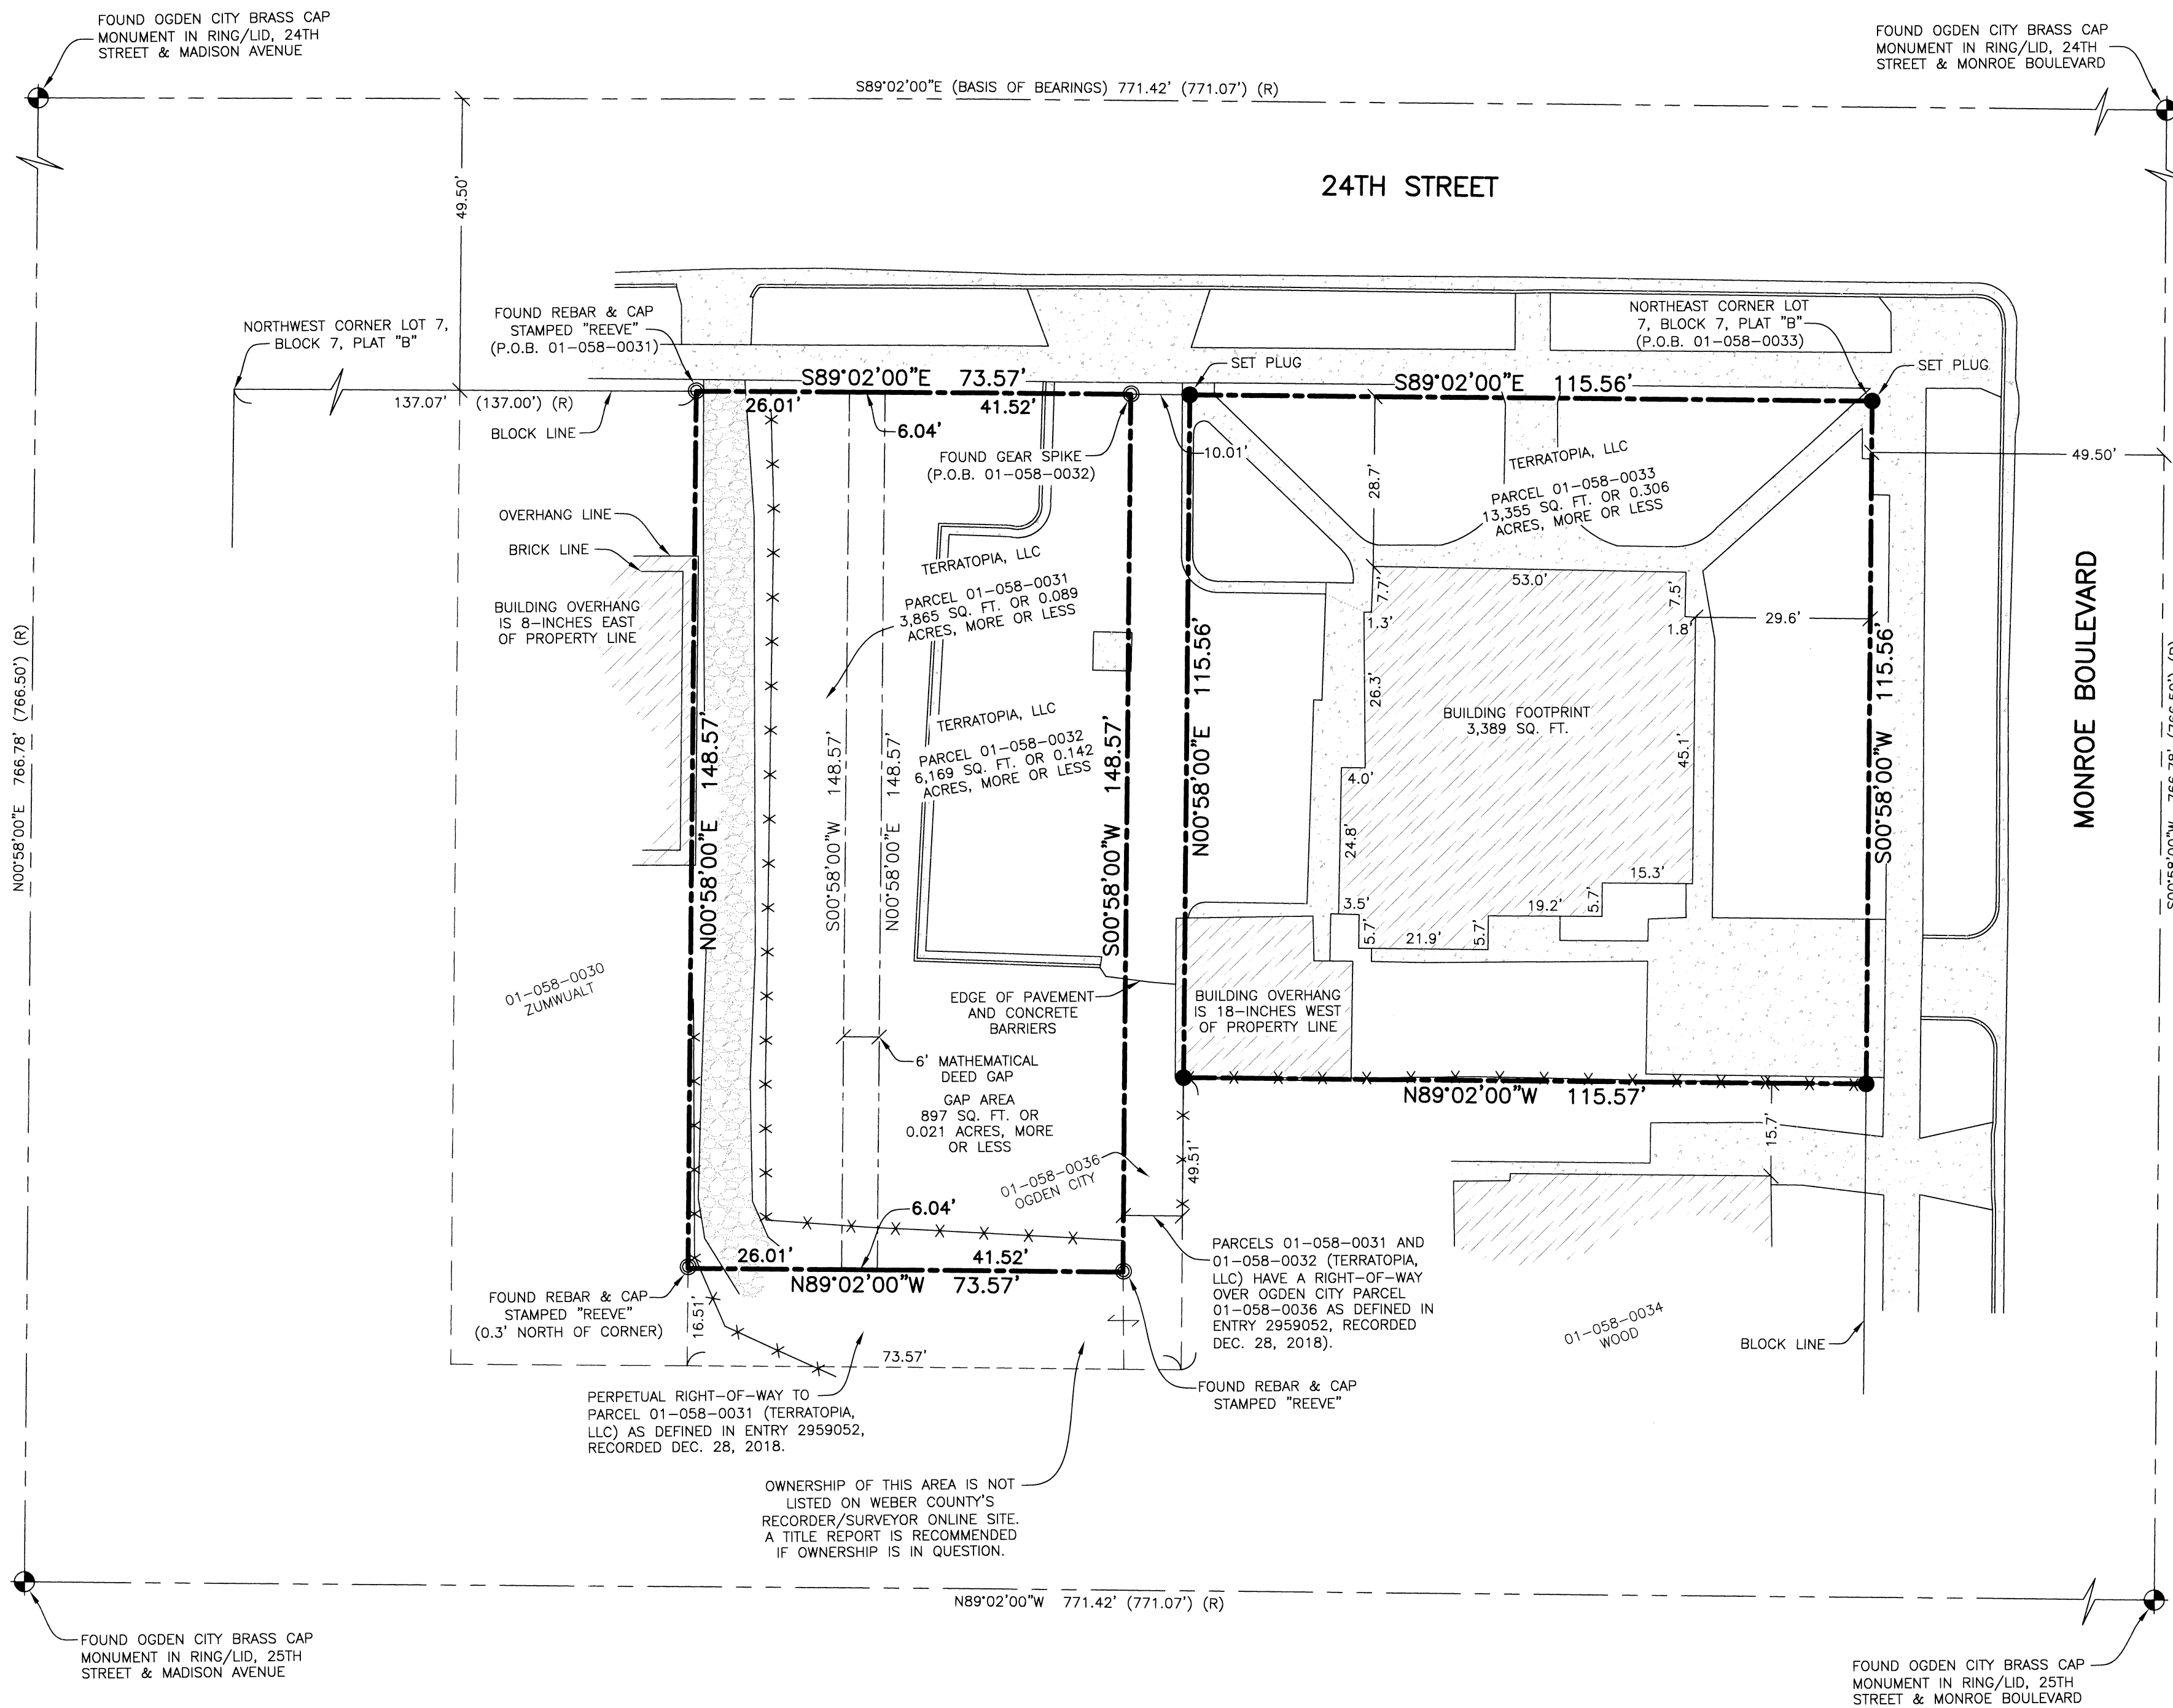 FOUND OGDEN CITY BRASS CAP
MONUMENT IN RING/LID, 24TH
STREET & MADISON AVENUE
FOUND OGDEN CITY BRASS CAP
MONUMENT IN RING/LID, 24TH
STREET & MONROE BOULEVARD
S89°02'00"E (BASIS OF BEARINGS) 771.42' (771.07') (R)
49.50'
24TH STREET
NORTHWEST CORNER LOT 7,
BLOCK 7, PLAT "B"
FOUND REBAR & CAP
STAMPED "REEVE"
(P.O.B. 01-058-0031)
NORTHEAST CORNER LOT
7, BLOCK 7, PLAT "B"
(P.O.B. 01-058-0033)
SET PLUG
SET PLUG
S89°02'00"E 73.57'
S89°02'00"E 115.56'
137.07' (137.00') (R)
26.01'
41.52'
6.04'
BLOCK LINE
FOUND GEAR SPIKE
(P.O.B. 01-058-0032)
10.01'
28.7'
TERRATOPIA, LLC
PARCEL 01-058-0033
13,355 SQ. FT. OR 0.306
ACRES, MORE OR LESS
49.50'
OVERHANG LINE
BRICK LINE
BUILDING OVERHANG
IS 8-INCHES EAST
OF PROPERTY LINE
TERRATOPIA, LLC
PARCEL 01-058-0031
3,865 SQ. FT. OR 0.089
ACRES, MORE OR LESS
TERRATOPIA, LLC
PARCEL 01-058-0032
6,169 SQ. FT. OR 0.142
ACRES, MORE OR LESS
53.0'
7.7'
7.5'
1.3'
1.8'
29.6'
26.3'
BUILDING FOOTPRINT
3,389 SQ. FT.
45.1'
4.0'
24.8'
15.3'
3.5'
19.2'
5.7'
5.7'
21.9'
5.7'
N00°58'00"E 766.78' (766.50') (R)
N00°58'00"E 148.57'
S00°58'00"W 148.57'
N00°58'00"E 148.57'
S00°58'00"W 148.57'
N00°58'00"E 115.56'
S00°58'00"W 115.56'
MONROE BOULEVARD
S00°58'00"W 766.78' (766.50') (R)
01-058-0030
ZUMWUALT
EDGE OF PAVEMENT
AND CONCRETE
BARRIERS
BUILDING OVERHANG
IS 18-INCHES WEST
OF PROPERTY LINE
6' MATHEMATICAL
DEED GAP
GAP AREA
897 SQ. FT. OR
0.021 ACRES, MORE
OR LESS
N89°02'00"W 115.57'
15.7'
49.51'
01-058-0036
OGDEN CITY
6.04'
26.01'
41.52'
N89°02'00"W 73.57'
FOUND REBAR & CAP
STAMPED "REEVE"
(0.3' NORTH OF CORNER)
16.51'
73.57'
PARCELS 01-058-0031 AND
01-058-0032 (TERRATOPIA,
LLC) HAVE A RIGHT-OF-WAY
OVER OGDEN CITY PARCEL
01-058-0036 AS DEFINED IN
ENTRY 2959052, RECORDED
DEC. 28, 2018).
01-058-0034
WOOD
BLOCK LINE
FOUND REBAR & CAP
STAMPED "REEVE"
PERPETUAL RIGHT-OF-WAY TO
PARCEL 01-058-0031 (TERRATOPIA,
LLC) AS DEFINED IN ENTRY 2959052,
RECORDED DEC. 28, 2018.
OWNERSHIP OF THIS AREA IS NOT
LISTED ON WEBER COUNTY'S
RECORDER/SURVEYOR ONLINE SITE.
A TITLE REPORT IS RECOMMENDED
IF OWNERSHIP IS IN QUESTION.
N89°02'00"W 771.42' (771.07') (R)
FOUND OGDEN CITY BRASS CAP
MONUMENT IN RING/LID, 25TH
STREET & MADISON AVENUE
FOUND OGDEN CITY BRASS CAP
MONUMENT IN RING/LID, 25TH
STREET & MONROE BOULEVARD